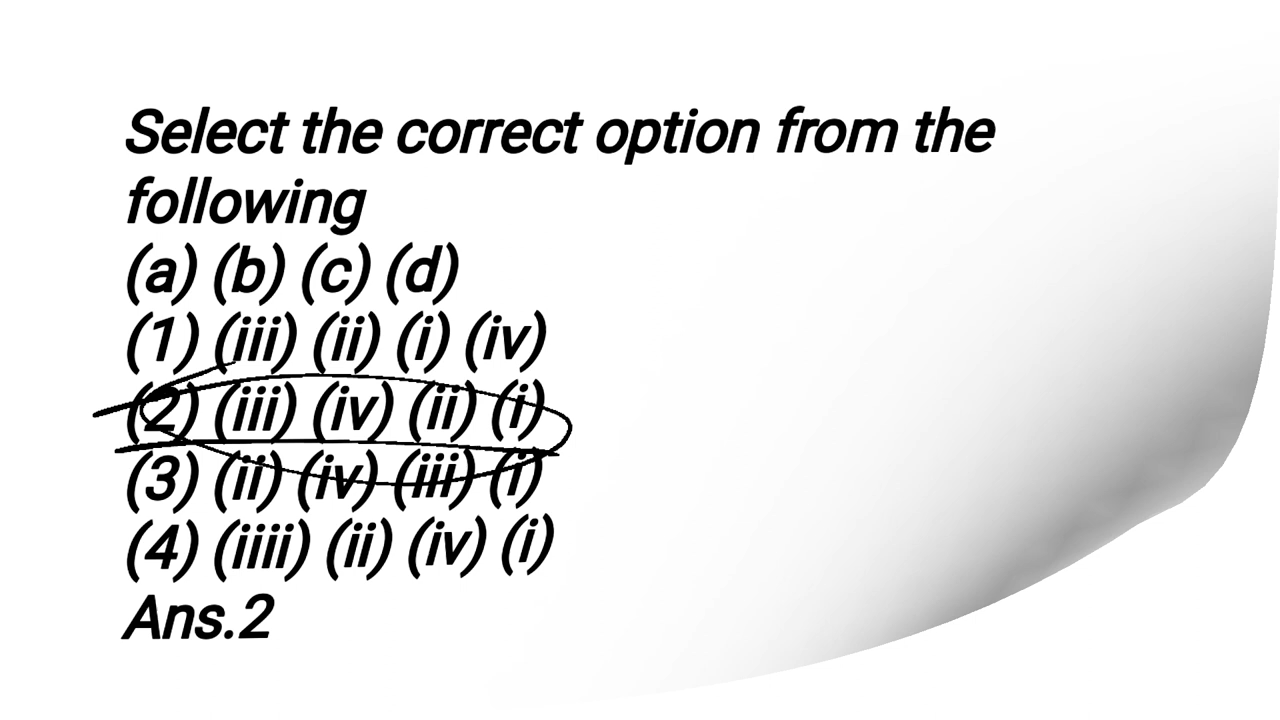 Select the correct option from the
following
(a) (b) (c) (d)
(1) (iii) (ii) (i) (iv)
(2) (iii) (iv) (ii) (i)
(3) (ii) (iv) (iii) (i)
(4) (iiii) (ii) (iv) (i)
Ans.2